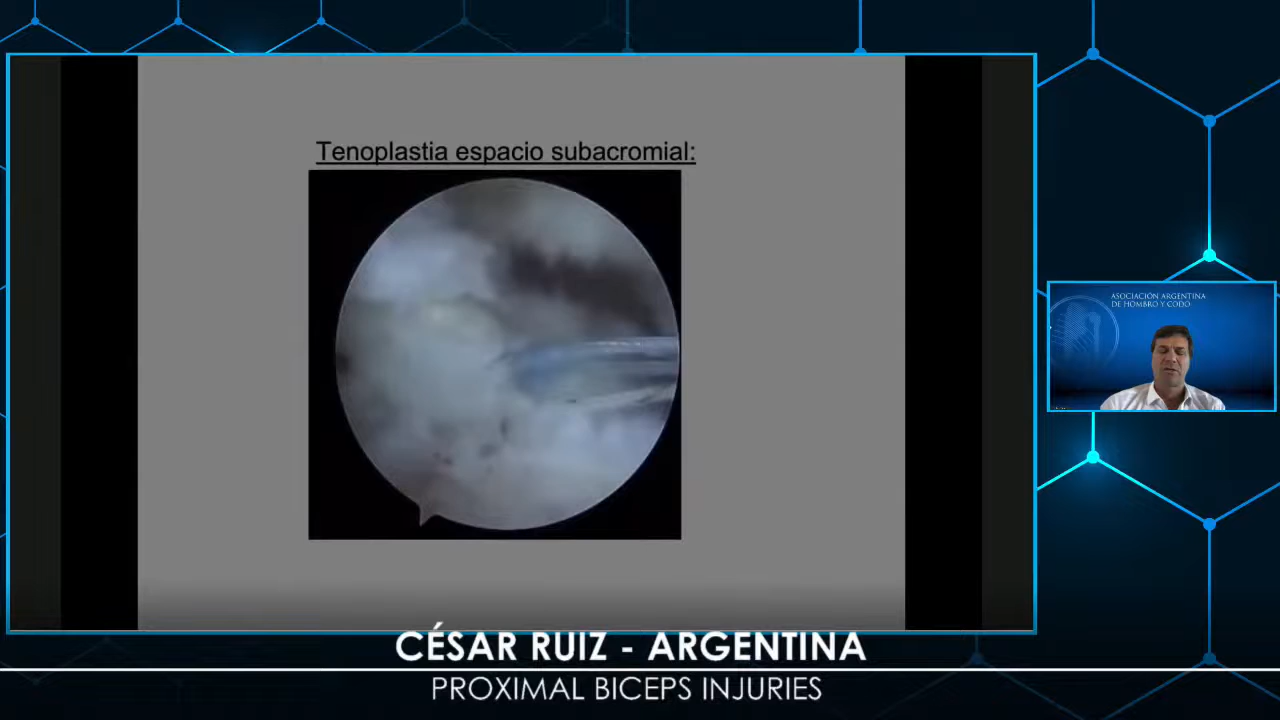 Tenoplastia espacio subacromial:
ASOCIACIÓN ARGENTINA
DE HOMBRO Y CODO
CÉSAR RUIZ - ARGENTINA
PROXIMAL BICEPS INJURIES